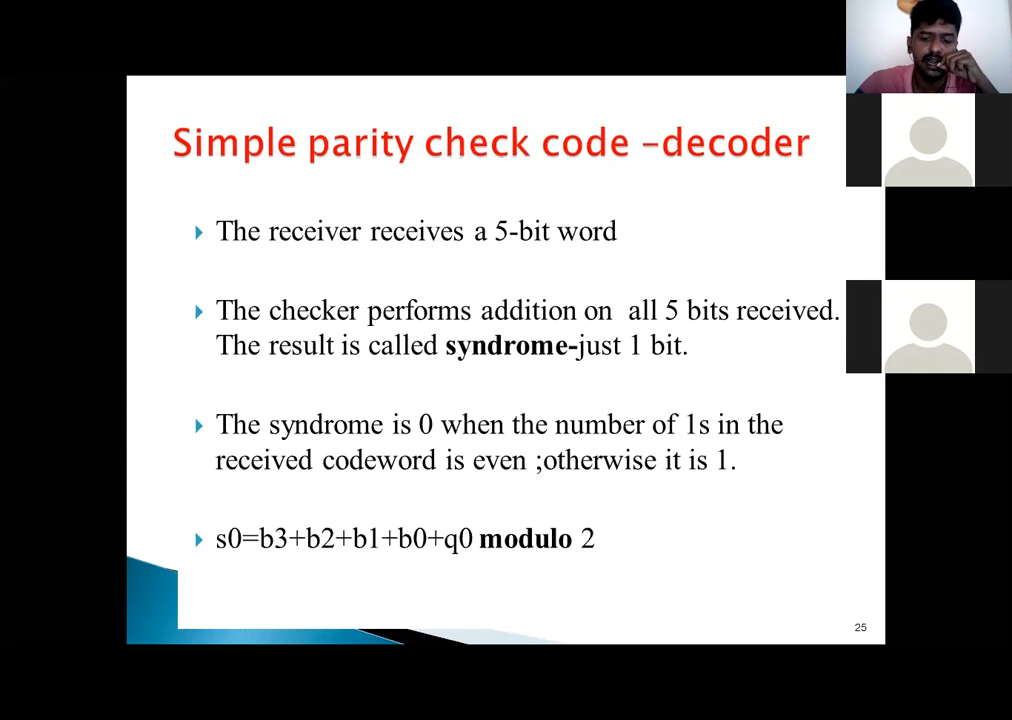 Simple parity check code –decoder
The receiver receives a 5-bit word
The checker performs addition on all 5 bits received.
The result is called syndrome-just 1 bit.
The syndrome is 0 when the number of 1s in the
received codeword is even ;otherwise it is 1.
s0=b3+b2+b1+b0+q0 modulo 2
25